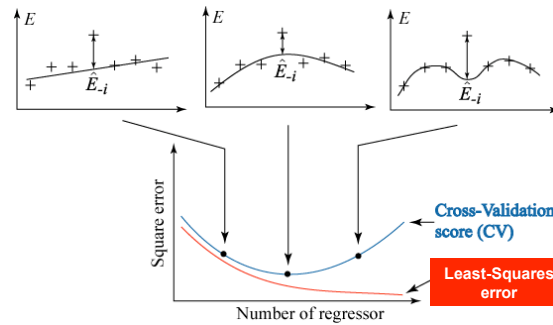 E
E
E
Ê-i
Ê-i
Ê-i
Square error
Cross-Validation
score (CV)
Least-Squares
error
Number of regressor